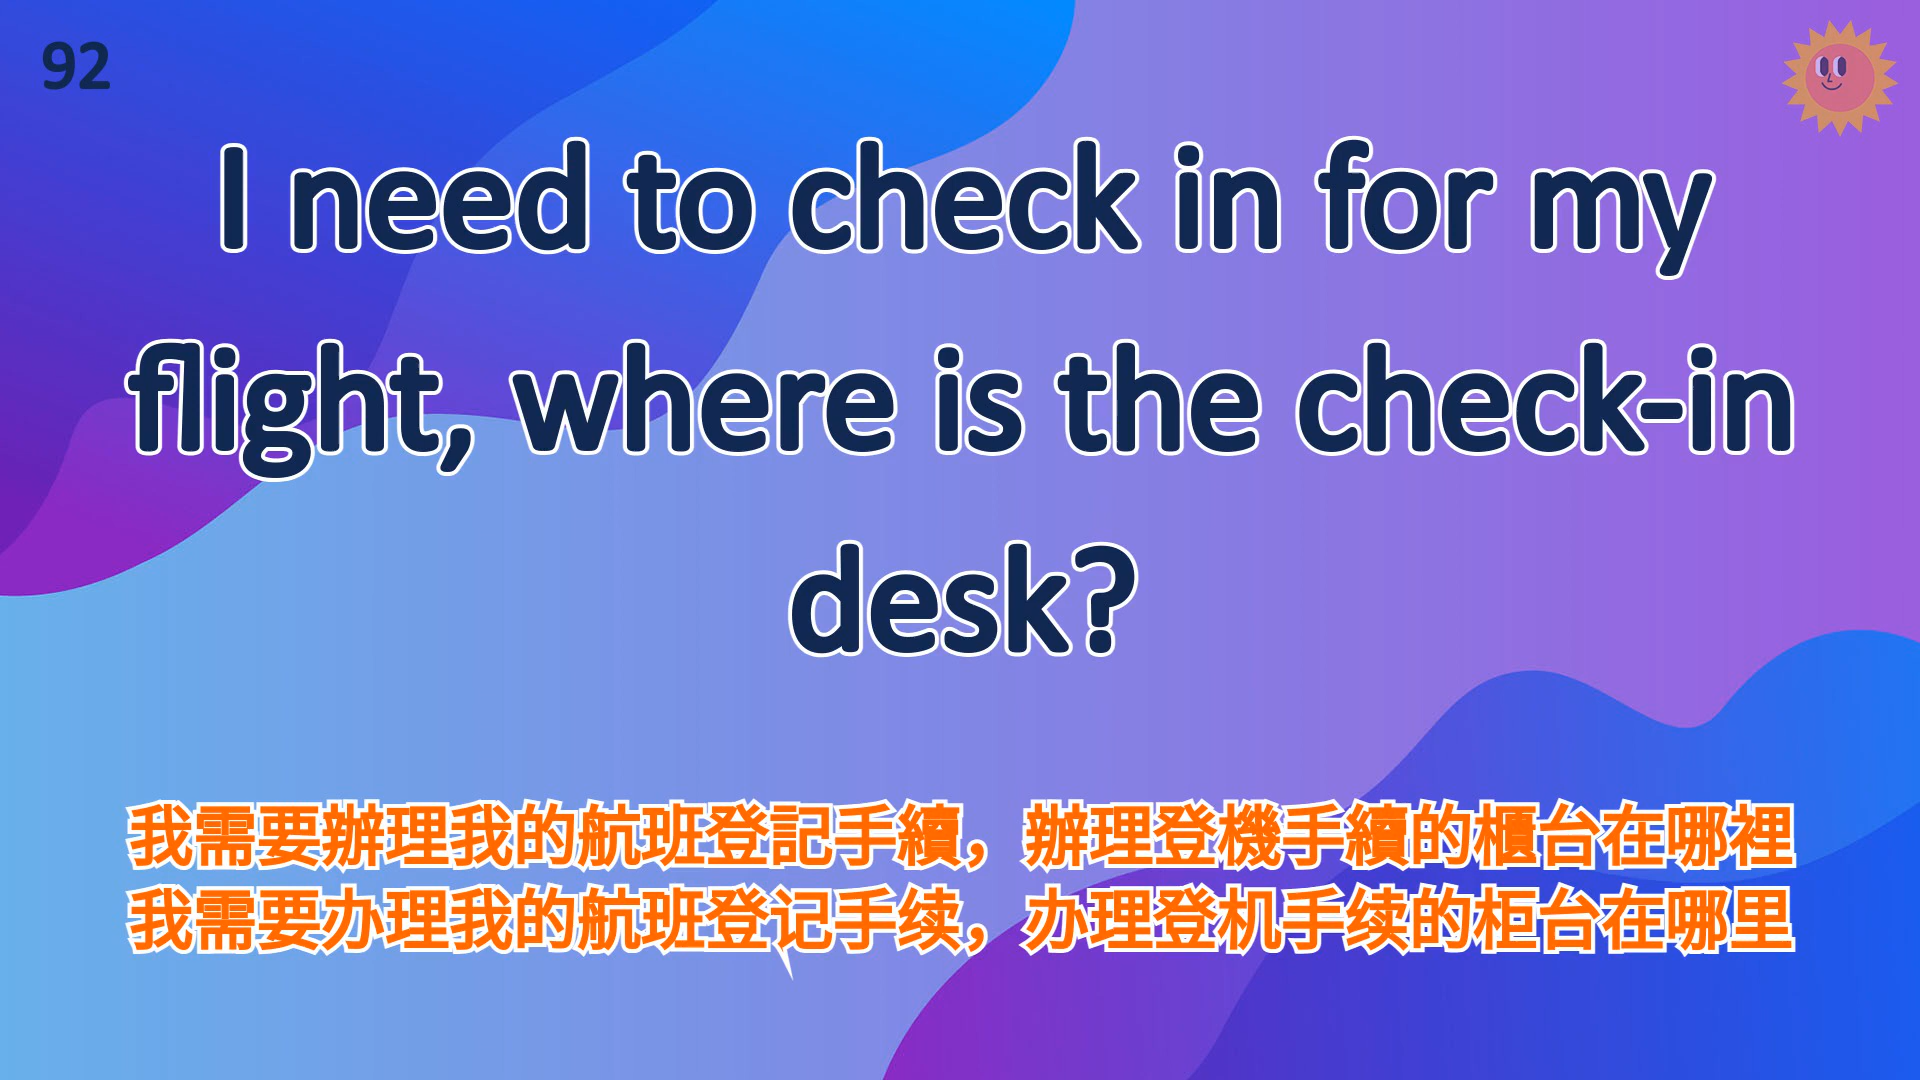 92
I need to check in for my
flight, where is the check-in
desk?
我需要辦理我的航班登記手續，辦理登機手續的櫃台在哪裡
我需要办理我的航班登记手续，办理登机手续的柜台在哪里